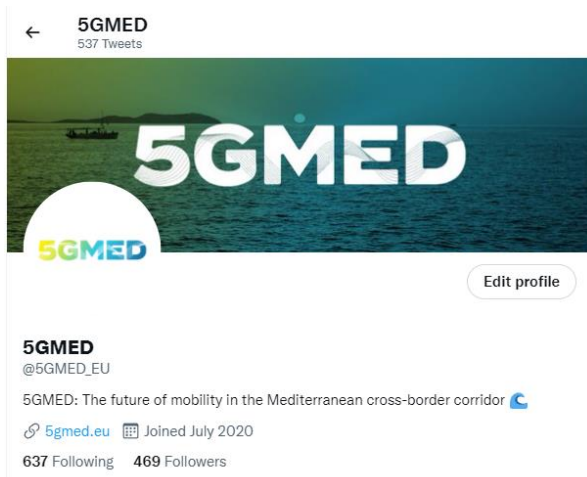 5GMED
537 Tweets
5GMED
5GMED
Edit profile
5GMED
@5GMED_EU
5GMED: The future of mobility in the Mediterranean cross-border corridor 🌊
5gmed.eu Joined July 2020
637 Following 469 Followers